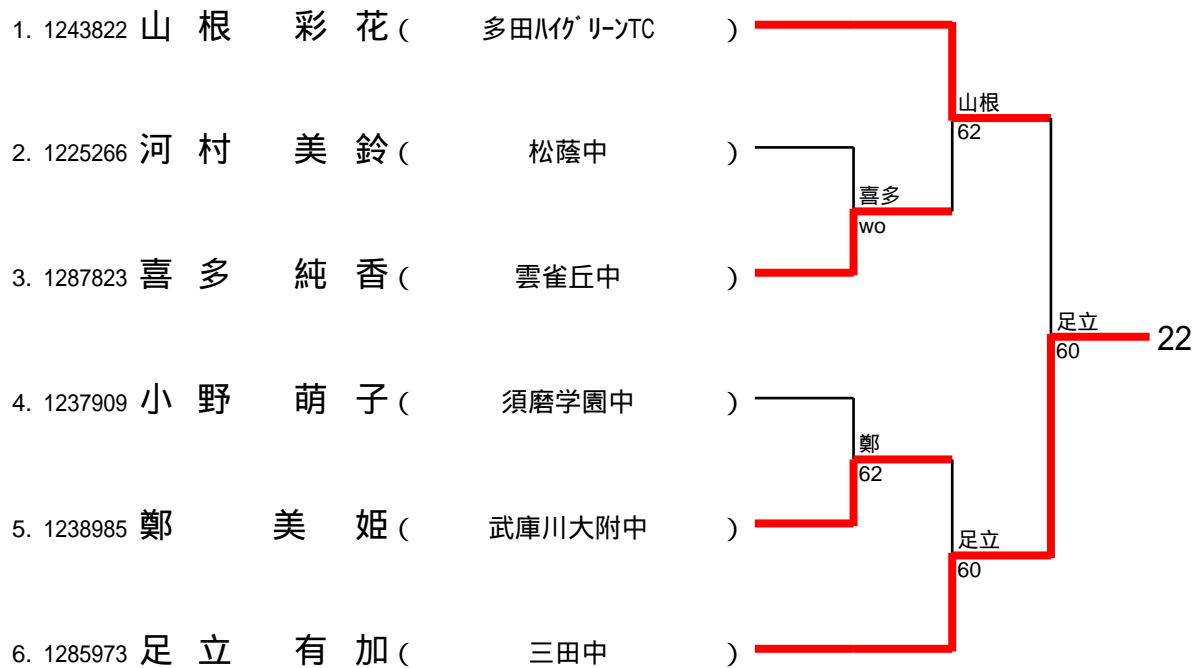 1. 1243822 山 根 彩 花 ( 多田ハイグリーンTC )
山根
62
2. 1225266 河 村 美 鈴 ( 松蔭中 )
喜多
wo
3. 1287823 喜 多 純 香 ( 雲雀丘中 )
足立
60
22
4. 1237909 小 野 萌 子 ( 須磨学園中 )
鄭
62
5. 1238985 鄭 美 姫 ( 武庫川大附中 )
足立
60
6. 1285973 足 立 有 加 ( 三田中 )